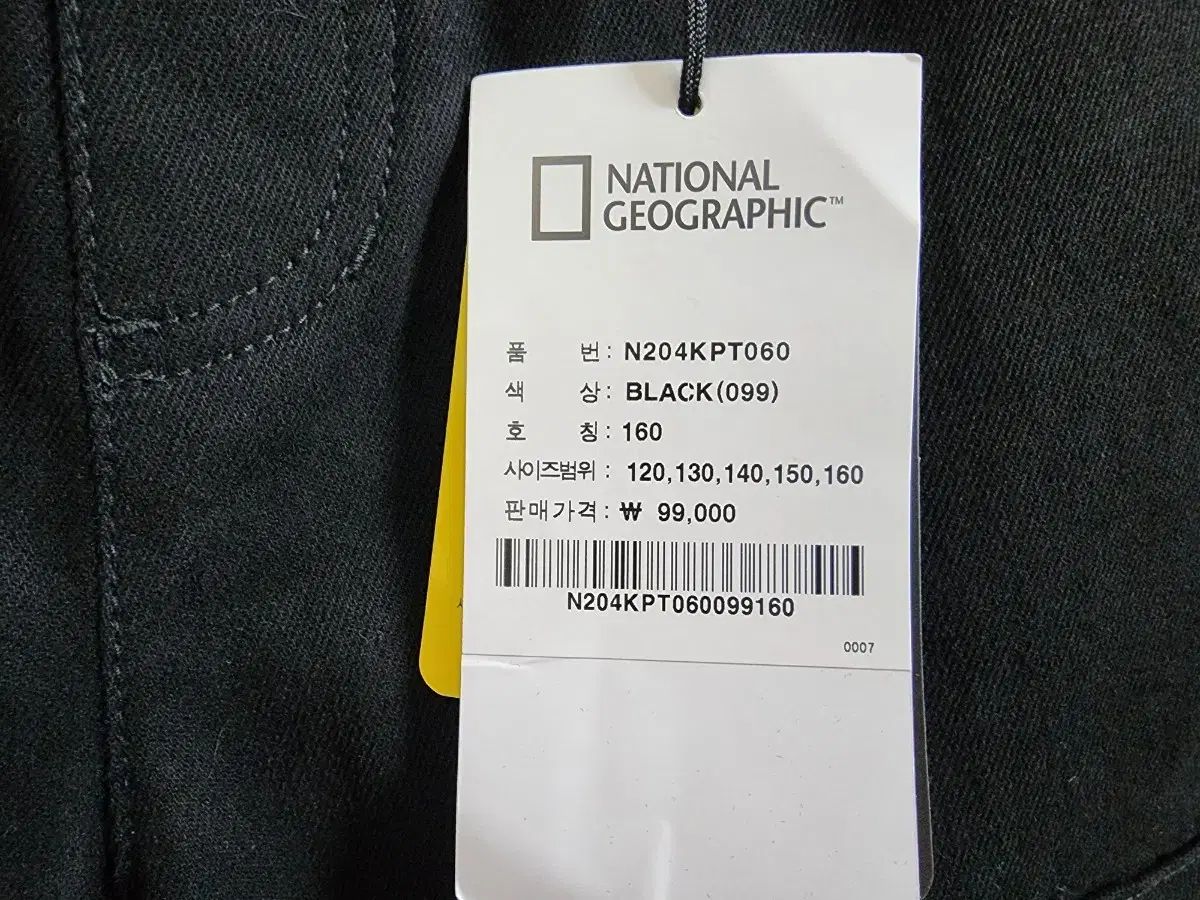 NATIONAL
GEOGRAPHIC™
품 번: N204KPT060
색 상: BLACK(099)
호 칭: 160
사이즈범위 : 120,130,140,150,160
판매가격: ₩ 99,000
N204KPT060099160
0007